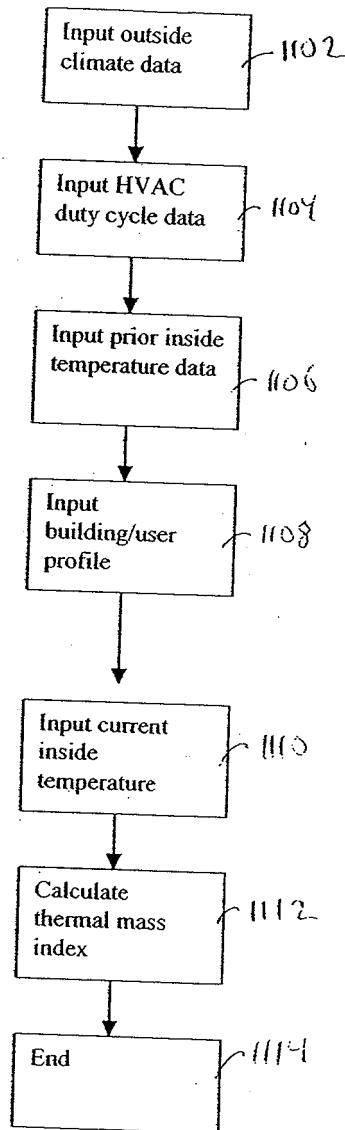 Input outside
climate data
1102
Input HVAC
duty cycle data
1104
Input prior inside
temperature data
1106
Input
building/user
profile
1108
Input current
inside
temperature
1110
Calculate
thermal mass
index
1112
End
1114